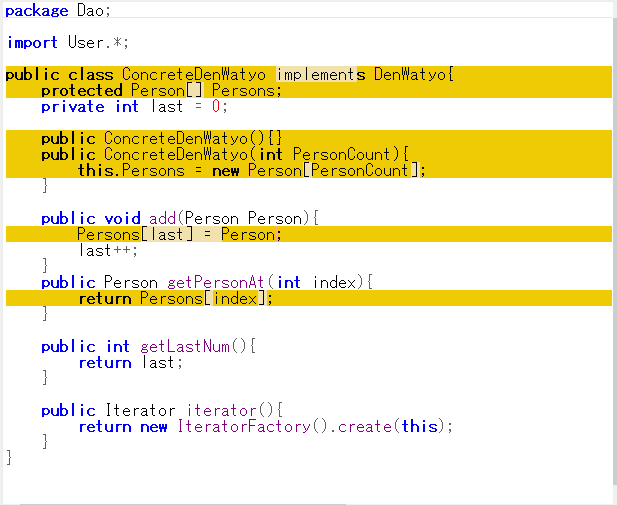 package Dao;
import User.*;
public class ConcreteDenWatyo implements DenWatyo{
protected Person[] Persons;
private int last = 0;
public ConcreteDenWatyo(){}
public ConcreteDenWatyo(int PersonCount){
this.Persons = new Person[PersonCount];
}
public void add(Person Person){
Persons[last] = Person;
last++;
}
public Person getPersonAt(int index){
return Persons[index];
}
public int getLastNum(){
return last;
}
public Iterator iterator(){
return new IteratorFactory().create(this);
}
}